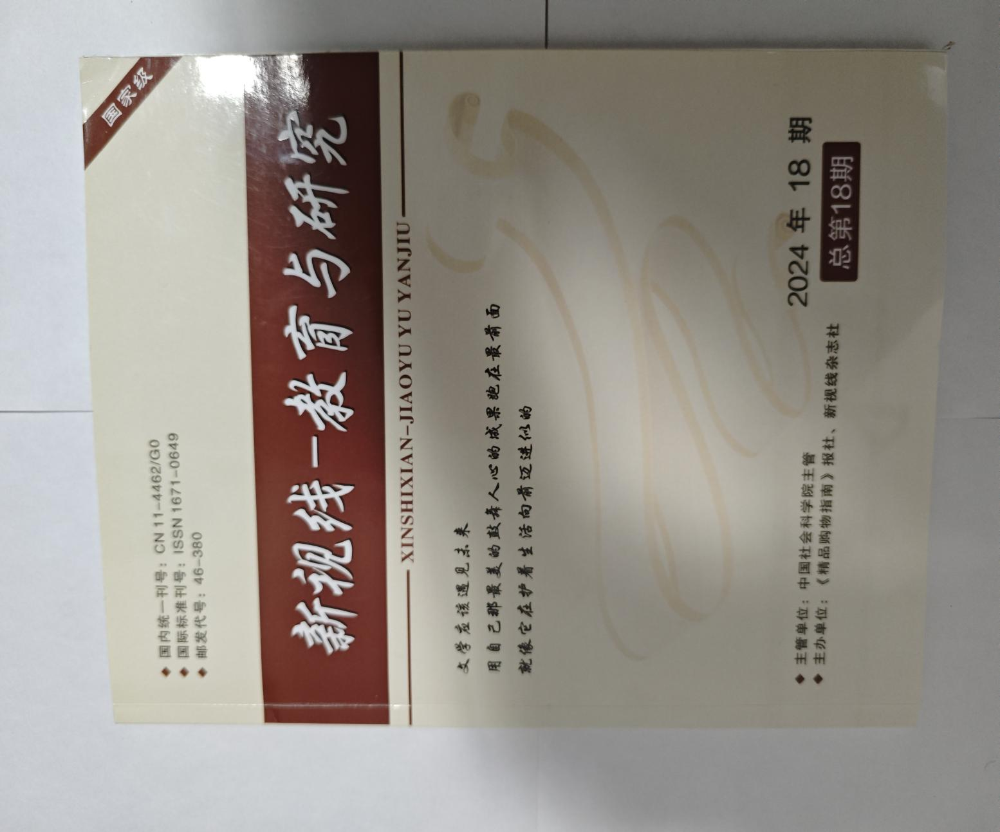 国家级
◆ 国内统一刊号：CN 11-4462/G0
◆ 国际标准刊号：ISSN 1671-0649
◆ 邮发代号：46-380
新视线—教育与研究
XINSHIXIAN-JIAOYU YU YANJIU
文学应该遇见未来
用自己那最美的鼓舞人心的成果跑在最前面
就像它在护着生活向前迈进似的
2024 年 18 期
总第18期
◆ 主管单位：中国社会科学院主管
◆ 主办单位：《精品购物指南》报社、新视线杂志社